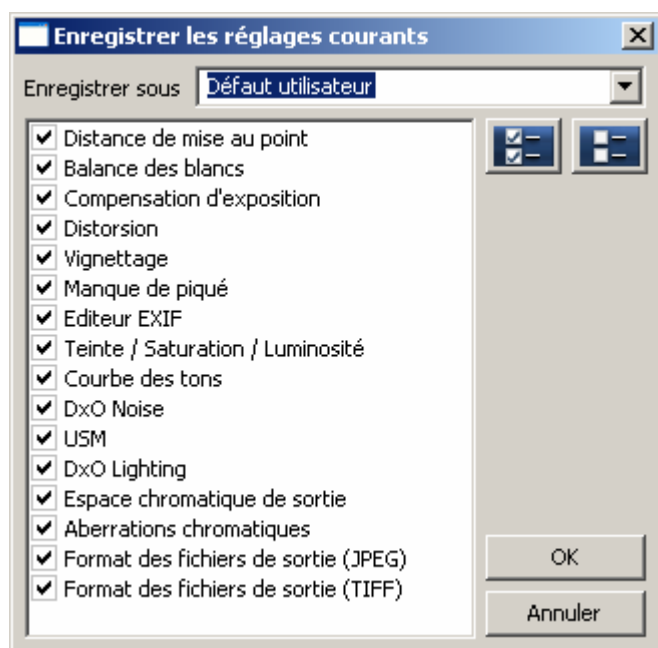 Enregistrer les réglages courants
Enregistrer sous Défaut utilisateur
Distance de mise au point
Balance des blancs
Compensation d'exposition
Distorsion
Vignettage
Manque de piqué
Editeur EXIF
Teinte / Saturation / Luminosité
Courbe des tons
DxO Noise
USM
DxO Lighting
Espace chromatique de sortie
Aberrations chromatiques
Format des fichiers de sortie (JPEG)
Format des fichiers de sortie (TIFF)
OK
Annuler